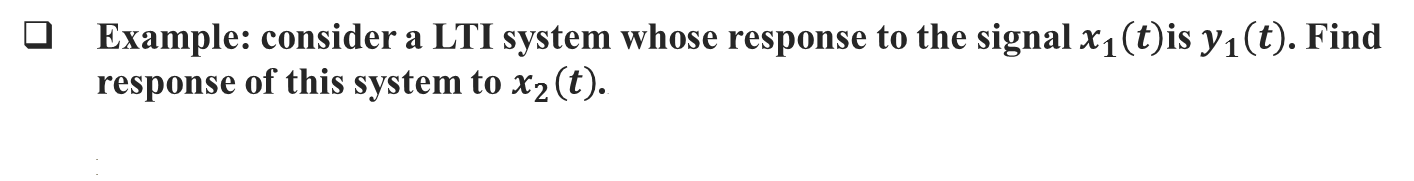 ❑ Example: consider a LTI system whose response to the signal x₁(t)is y₁(t). Find
response of this system to x₂(t).